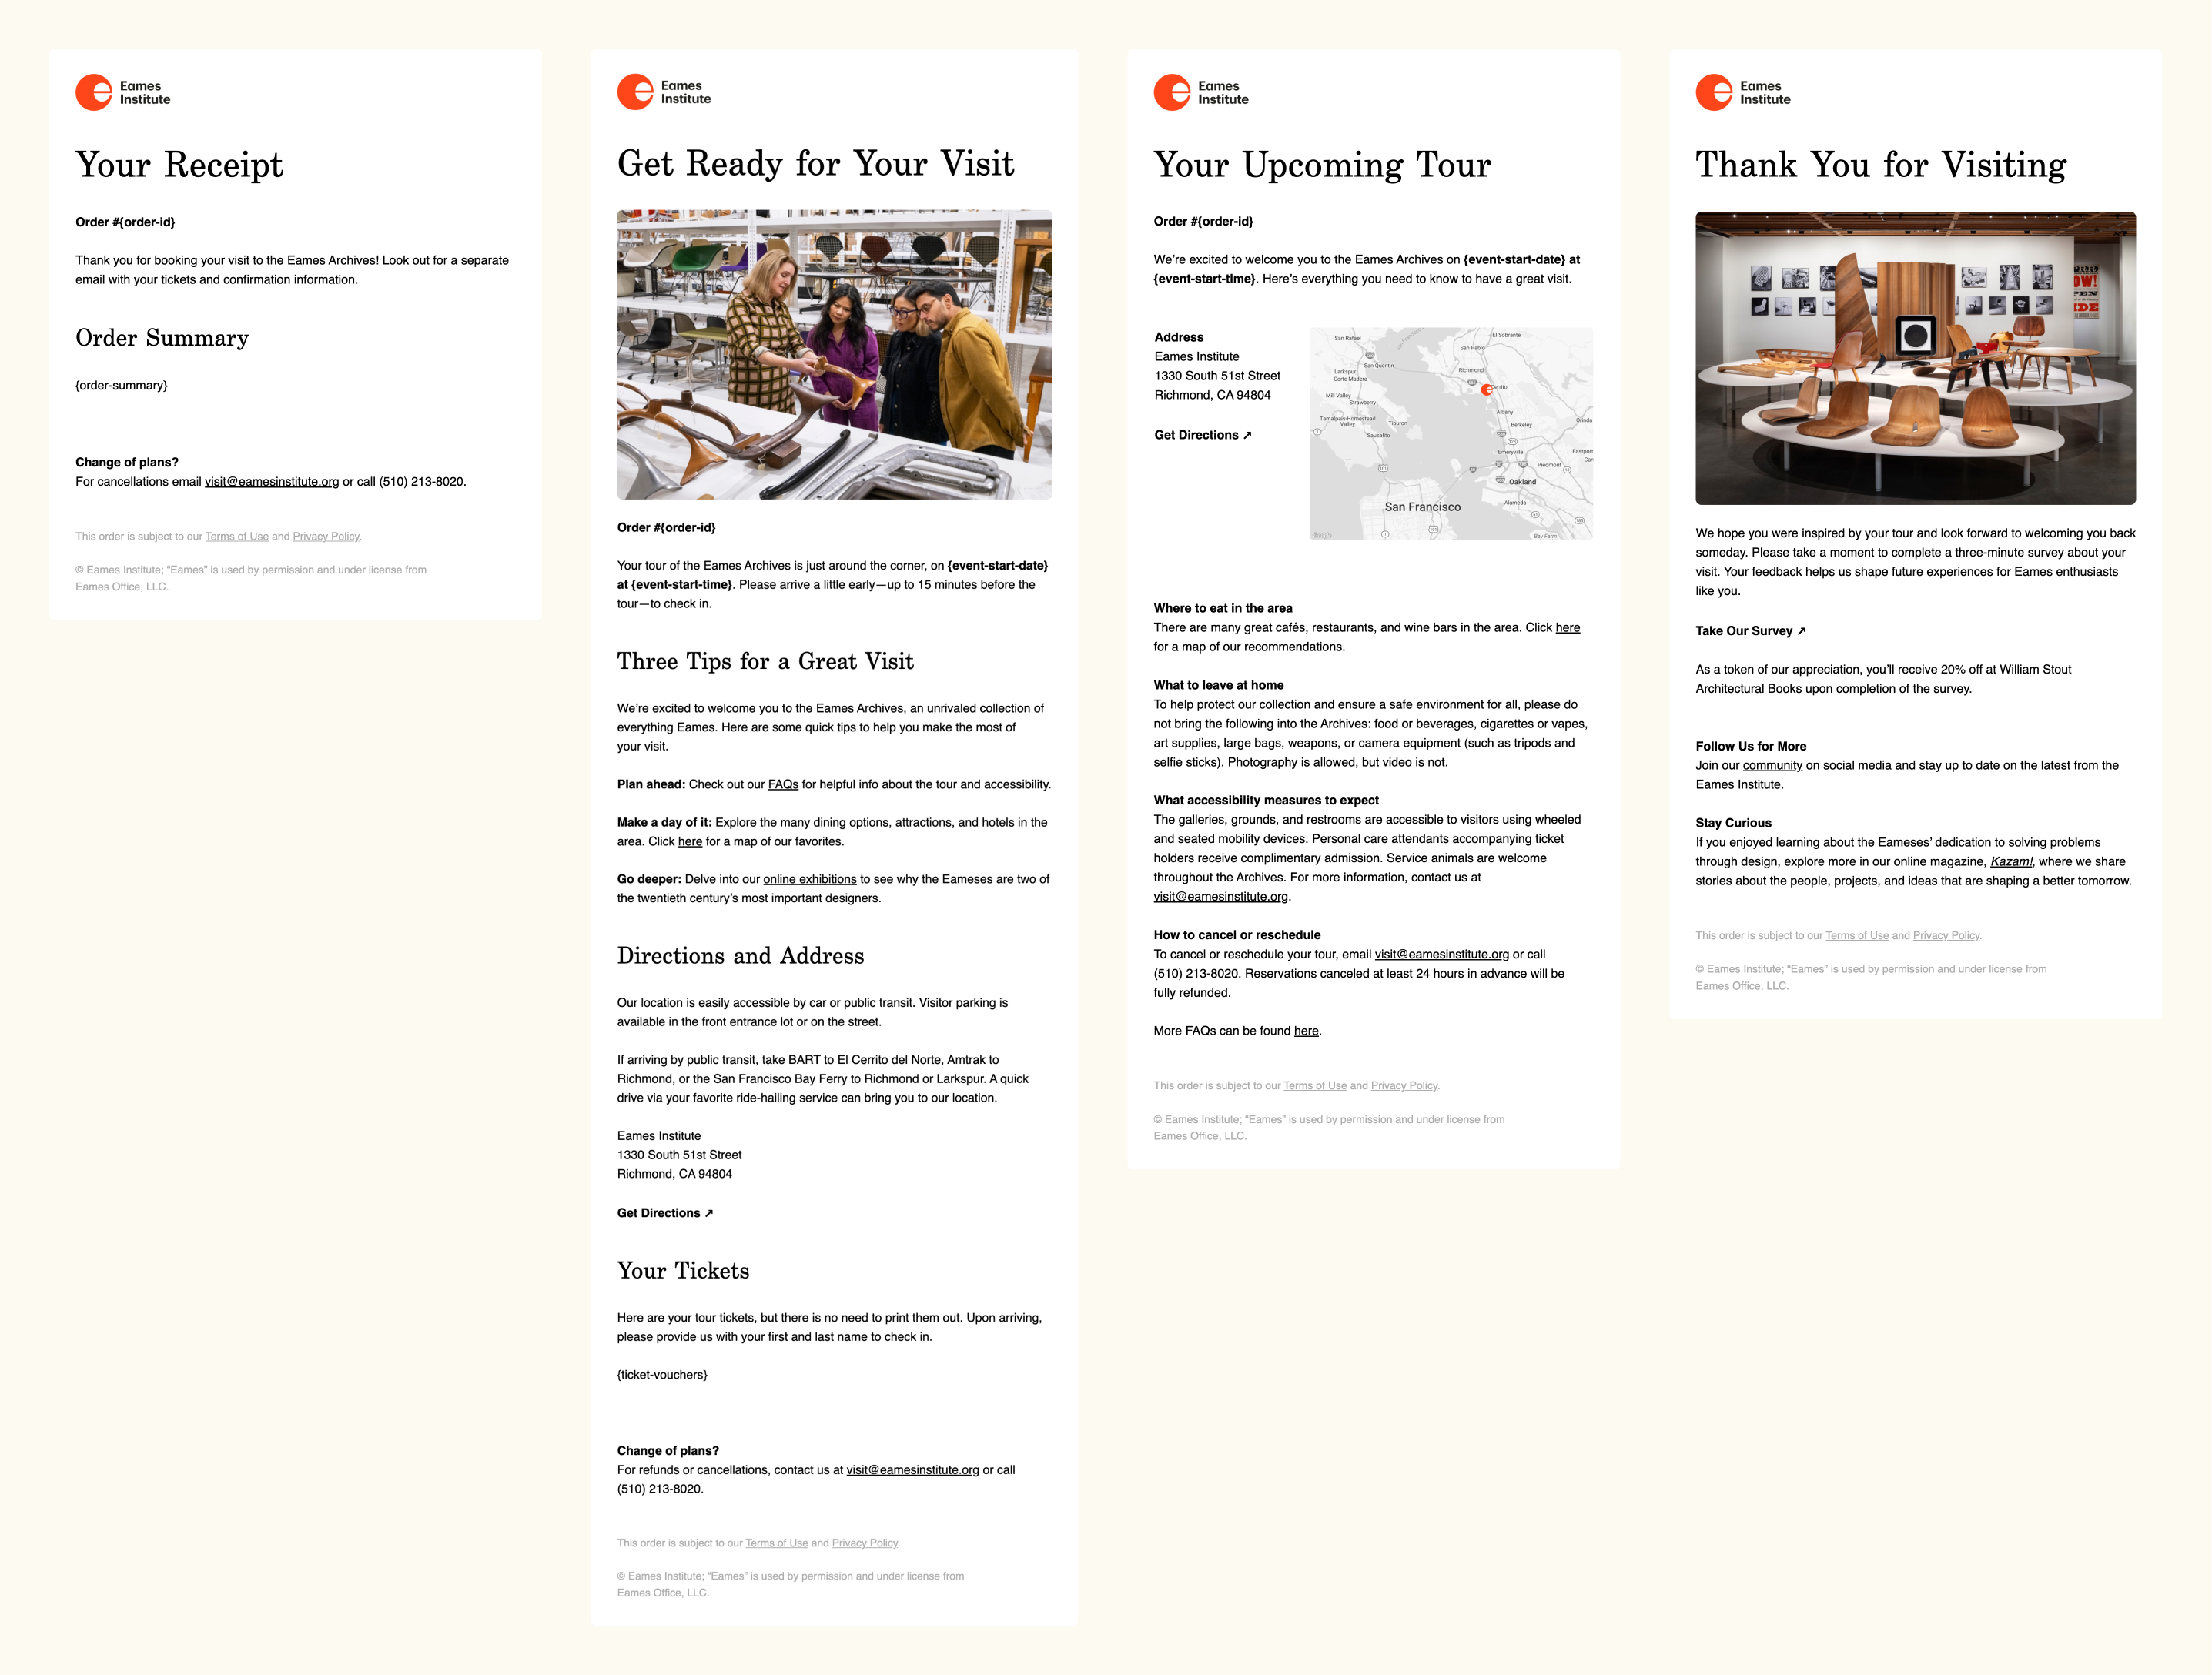 Eames
Institute
Your Receipt
Order #{order-id}
Thank you for booking your visit to the Eames Archives! Look out for a separate
email with your tickets and confirmation information.
Order Summary
{order-summary}
Change of plans?
For cancellations email visit@eamesinstitute.org or call (510) 213-8020.
This order is subject to our Terms of Use and Privacy Policy.
© Eames Institute; “Eames” is used by permission and under license from
Eames Office, LLC.
Eames
Institute
Get Ready for Your Visit
Order #{order-id}
Your tour of the Eames Archives is just around the corner, on {event-start-date}
at {event-start-time}. Please arrive a little early—up to 15 minutes before the
tour—to check in.
Three Tips for a Great Visit
We’re excited to welcome you to the Eames Archives, an unrivaled collection of
everything Eames. Here are some quick tips to help you make the most of
your visit.
Plan ahead: Check out our FAQs for helpful info about the tour and accessibility.
Make a day of it: Explore the many dining options, attractions, and hotels in the
area. Click here for a map of our favorites.
Go deeper: Delve into our online exhibitions to see why the Eameses are two of
the twentieth century’s most important designers.
Directions and Address
Our location is easily accessible by car or public transit. Visitor parking is
available in the front entrance lot or on the street.
If arriving by public transit, take BART to El Cerrito del Norte, Amtrak to
Richmond, or the San Francisco Bay Ferry to Richmond or Larkspur. A quick
drive via your favorite ride-hailing service can bring you to our location.
Eames Institute
1330 South 51st Street
Richmond, CA 94804
Get Directions ↗
Your Tickets
Here are your tour tickets, but there is no need to print them out. Upon arriving,
please provide us with your first and last name to check in.
{ticket-vouchers}
Change of plans?
For refunds or cancellations, contact us at visit@eamesinstitute.org or call
(510) 213-8020.
This order is subject to our Terms of Use and Privacy Policy.
© Eames Institute; “Eames” is used by permission and under license from
Eames Office, LLC.
Eames
Institute
Your Upcoming Tour
Order #{order-id}
We’re excited to welcome you to the Eames Archives on {event-start-date} at
{event-start-time}. Here’s everything you need to know to have a great visit.
Address
Eames Institute
1330 South 51st Street
Richmond, CA 94804
Get Directions ↗
San Rafael
El Sobrante
San Pablo
San Quentin
Larkspur
Corte Madera
Richmond
Cerrito
Mill Valley
Strawberry
Albany
Tamalpais-Homestead
Valley
Tiburon
Berkeley
Orinda
Sausalito
Emeryville
Eastport
Piedmont
Oakland
San Francisco
Alameda
Bay Farm
Google
Where to eat in the area
There are many great cafés, restaurants, and wine bars in the area. Click here
for a map of our recommendations.
What to leave at home
To help protect our collection and ensure a safe environment for all, please do
not bring the following into the Archives: food or beverages, cigarettes or vapes,
art supplies, large bags, weapons, or camera equipment (such as tripods and
selfie sticks). Photography is allowed, but video is not.
What accessibility measures to expect
The galleries, grounds, and restrooms are accessible to visitors using wheeled
and seated mobility devices. Personal care attendants accompanying ticket
holders receive complimentary admission. Service animals are welcome
throughout the Archives. For more information, contact us at
visit@eamesinstitute.org.
How to cancel or reschedule
To cancel or reschedule your tour, email visit@eamesinstitute.org or call
(510) 213-8020. Reservations canceled at least 24 hours in advance will be
fully refunded.
More FAQs can be found here.
This order is subject to our Terms of Use and Privacy Policy.
© Eames Institute; “Eames” is used by permission and under license from
Eames Office, LLC.
Eames
Institute
Thank You for Visiting
OW!
PEN
IDE
We hope you were inspired by your tour and look forward to welcoming you back
someday. Please take a moment to complete a three-minute survey about your
visit. Your feedback helps us shape future experiences for Eames enthusiasts
like you.
Take Our Survey ↗
As a token of our appreciation, you’ll receive 20% off at William Stout
Architectural Books upon completion of the survey.
Follow Us for More
Join our community on social media and stay up to date on the latest from the
Eames Institute.
Stay Curious
If you enjoyed learning about the Eameses’ dedication to solving problems
through design, explore more in our online magazine, Kazam!, where we share
stories about the people, projects, and ideas that are shaping a better tomorrow.
This order is subject to our Terms of Use and Privacy Policy.
© Eames Institute; “Eames” is used by permission and under license from
Eames Office, LLC.